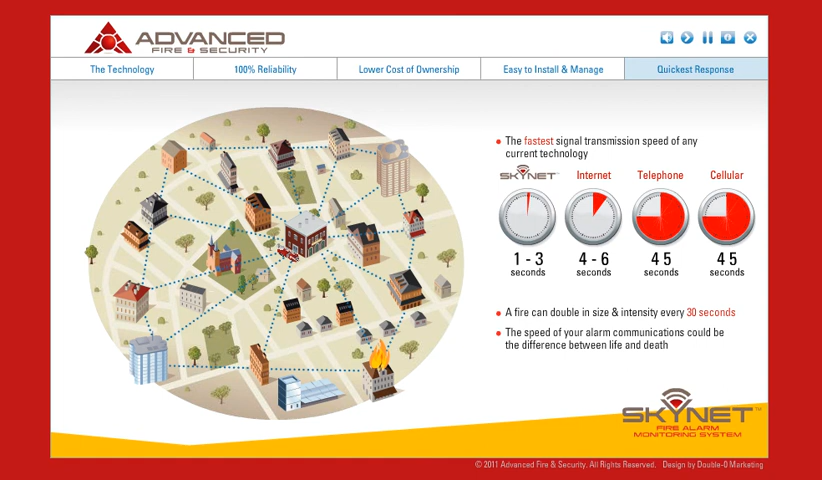 ADVANCED
FIRE & SECURITY
The Technology
100% Reliability
Lower Cost of Ownership
Easy to Install & Manage
Quickest Response
The fastest signal transmission speed of any
current technology
SKYNET™
Internet
Telephone
Cellular
1 - 3
seconds
4 - 6
seconds
45
seconds
45
seconds
A fire can double in size & intensity every 30 seconds
The speed of your alarm communications could be
the difference between life and death
SKYNET™
FIRE ALARM
MONITORING SYSTEM
© 2011 Advanced Fire & Security. All Rights Reserved. Design by Double-0 Marketing